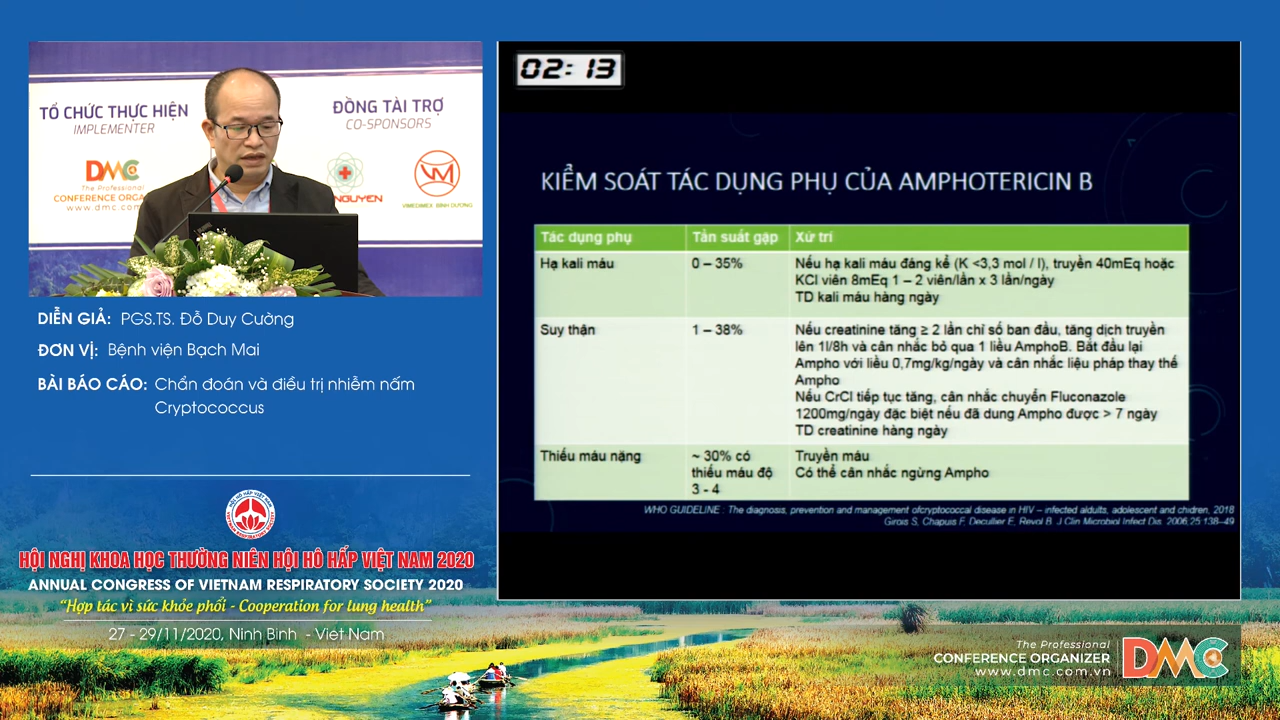 TỔ CHỨC THỰC HIỆN
IMPLEMENTER
ĐỒNG TÀI TRỢ
CO-SPONSORS
DMC
The Professional
CONFERENCE ORGA
www.dmc.com
NGUYEN
VM
VIMEDIMEX BINH DUONG
DIỄN GIẢ: PGS.TS. Đỗ Duy Cường
ĐƠN VỊ: Bệnh viện Bạch Mai
BÀI BÁO CÁO: Chẩn đoán và điều trị nhiễm nấm
Cryptococcus
HỘI HÔ HẤP VIỆT NAM
HỘI NGHỊ KHOA HỌC THƯỜNG NIÊN HỘI HÔ HẤP VIỆT NAM 2020
ANNUAL CONGRESS OF VIETNAM RESPIRATORY SOCIETY 2020
“Hợp tác vì sức khỏe phổi - Cooperation for lung health”
27 - 29/11/2020, Ninh Bình - Việt Nam
02:13
KIỂM SOÁT TÁC DỤNG PHỤ CỦA AMPHOTERICIN B
Tác dụng phụ Tần suất gặp Xử trí
Hạ kali máu 0 – 35% Nếu hạ kali máu đáng kể (K <3,3 mol / l), truyền 40mEq hoặc
KCl viên 8mEq 1 – 2 viên/lần x 3 lần/ngày
TD kali máu hàng ngày
Suy thận 1 – 38% Nếu creatinine tăng ≥ 2 lần chỉ số ban đầu, tăng dịch truyền
lên 1l/8h và cân nhắc bỏ qua 1 liều AmphoB. Bắt đầu lại
Ampho với liều 0,7mg/kg/ngày và cân nhắc liệu pháp thay thế
Ampho
Nếu CrCl tiếp tục tăng, cân nhắc chuyển Fluconazole
1200mg/ngày đặc biệt nếu đã dung Ampho được > 7 ngày
TD creatinine hàng ngày
Thiếu máu nặng ~ 30% có Truyền máu
thiếu máu độ Có thể cân nhắc ngừng Ampho
3 - 4
WHO GUIDELINE : The diagnosis, prevention and management ofcryptococcal disease in HIV – infected aldults, adolescent and chidren, 2018
Girois S, Chapuis F, Decullier E, Revol B. J Clin Microbiol Infect Dis. 2006;25:138–49
The Professional
CONFERENCE ORGANIZER
www.dmc.com.vn
DMC